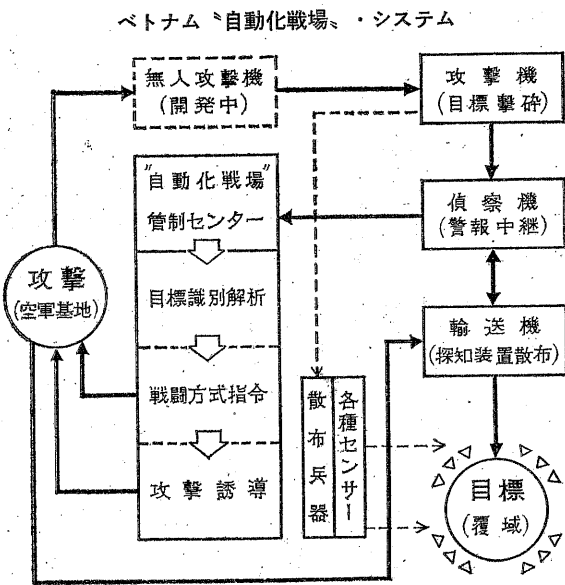 ベトナム〝自動化戦場〟・システム
無人攻撃機
(開発中)
攻撃機
(目標撃砕)
"自動化戦場"
管制センター
偵察機
(警報中継)
攻撃
(空軍基地)
目標識別解析
輸送機
(探知装置散布)
戦闘方式指令
散布兵器
各種センサー
攻撃誘導
目標
(覆域)